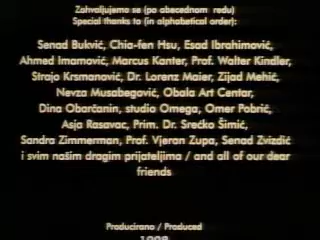 Zahvaljujemo se (po abecednom redu)
Special thanks to (in alphabetical order):
Senad Bukvić, Chia-fen Hsu, Esad Ibrahimović,
Ahmed Imamović, Marcus Kanter, Prof. Walter Kindler,
Strajo Krsmanović, Dr. Lorenz Maier, Zijad Mehić,
Nevza Musabegović, Obala Art Centar,
Dina Obarčanin, studio Omega, Omer Pobrić,
Asja Rasavac, Prim. Dr. Srećko Šimić,
Sandra Zimmerman, Prof. Vjeran Zupa, Senad Zvizdić
i svim našim dragim prijateljima / and all of our dear
friends
Producirano / Produced
1998